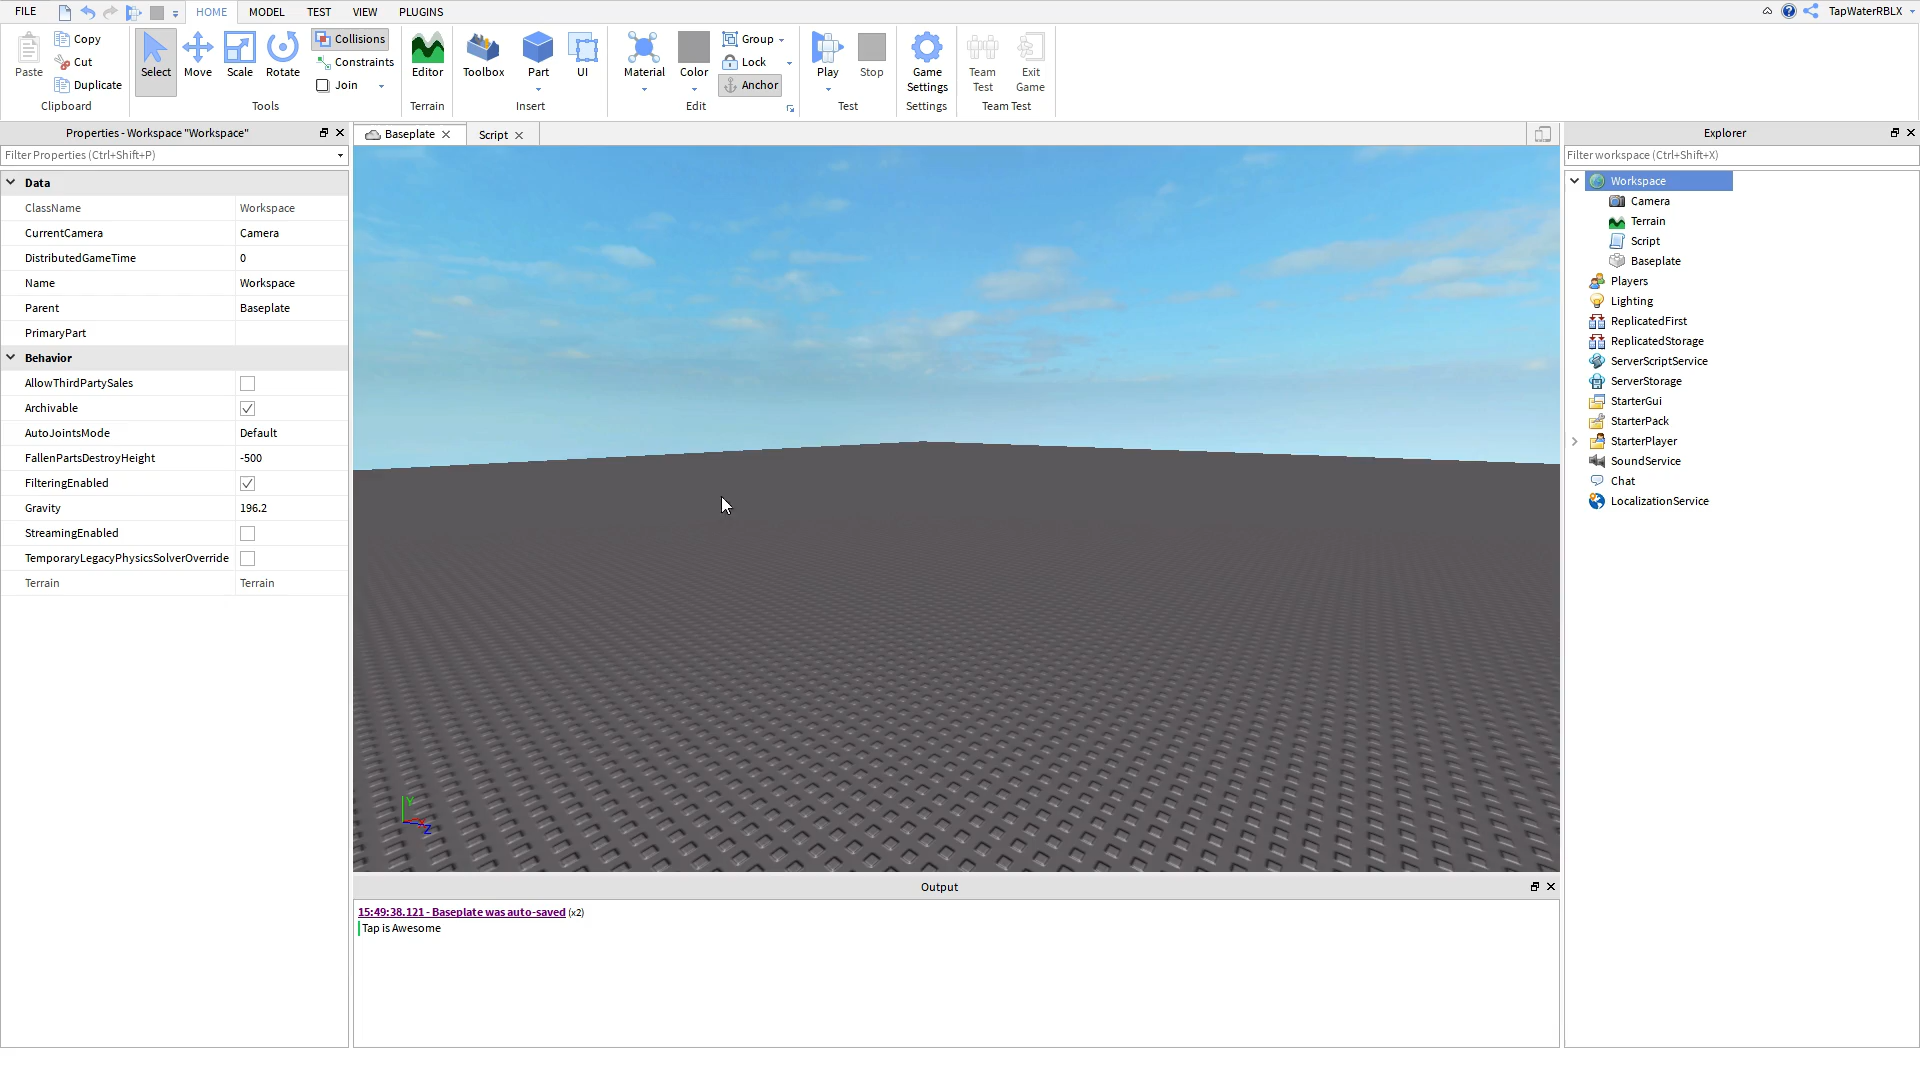 FILE HOME MODEL TEST VIEW PLUGINS TapWaterRBLX
Paste Copy Cut Duplicate Clipboard
Select Move Scale Rotate Collisions Constraints Join Tools
Editor Terrain
Toolbox Part UI Insert
Material Color Group Lock Anchor Edit
Play Stop Test
Game Settings Settings
Team Test Exit Game Team Test
Properties - Workspace "Workspace"
Filter Properties (Ctrl+Shift+P)
Data
ClassName Workspace
CurrentCamera Camera
DistributedGameTime 0
Name Workspace
Parent Baseplate
PrimaryPart
Behavior
AllowThirdPartySales
Archivable
AutoJointsMode Default
FallenPartsDestroyHeight -500
FilteringEnabled
Gravity 196.2
StreamingEnabled
TemporaryLegacyPhysicsSolverOverride
Terrain Terrain
Baseplate Script
Y
X
Z
Output
15:49:38.121 - Baseplate was auto-saved (x2)
Tap is Awesome
Explorer
Filter workspace (Ctrl+Shift+X)
Workspace
Camera
Terrain
Script
Baseplate
Players
Lighting
ReplicatedFirst
ReplicatedStorage
ServerScriptService
ServerStorage
StarterGui
StarterPack
StarterPlayer
SoundService
Chat
LocalizationService